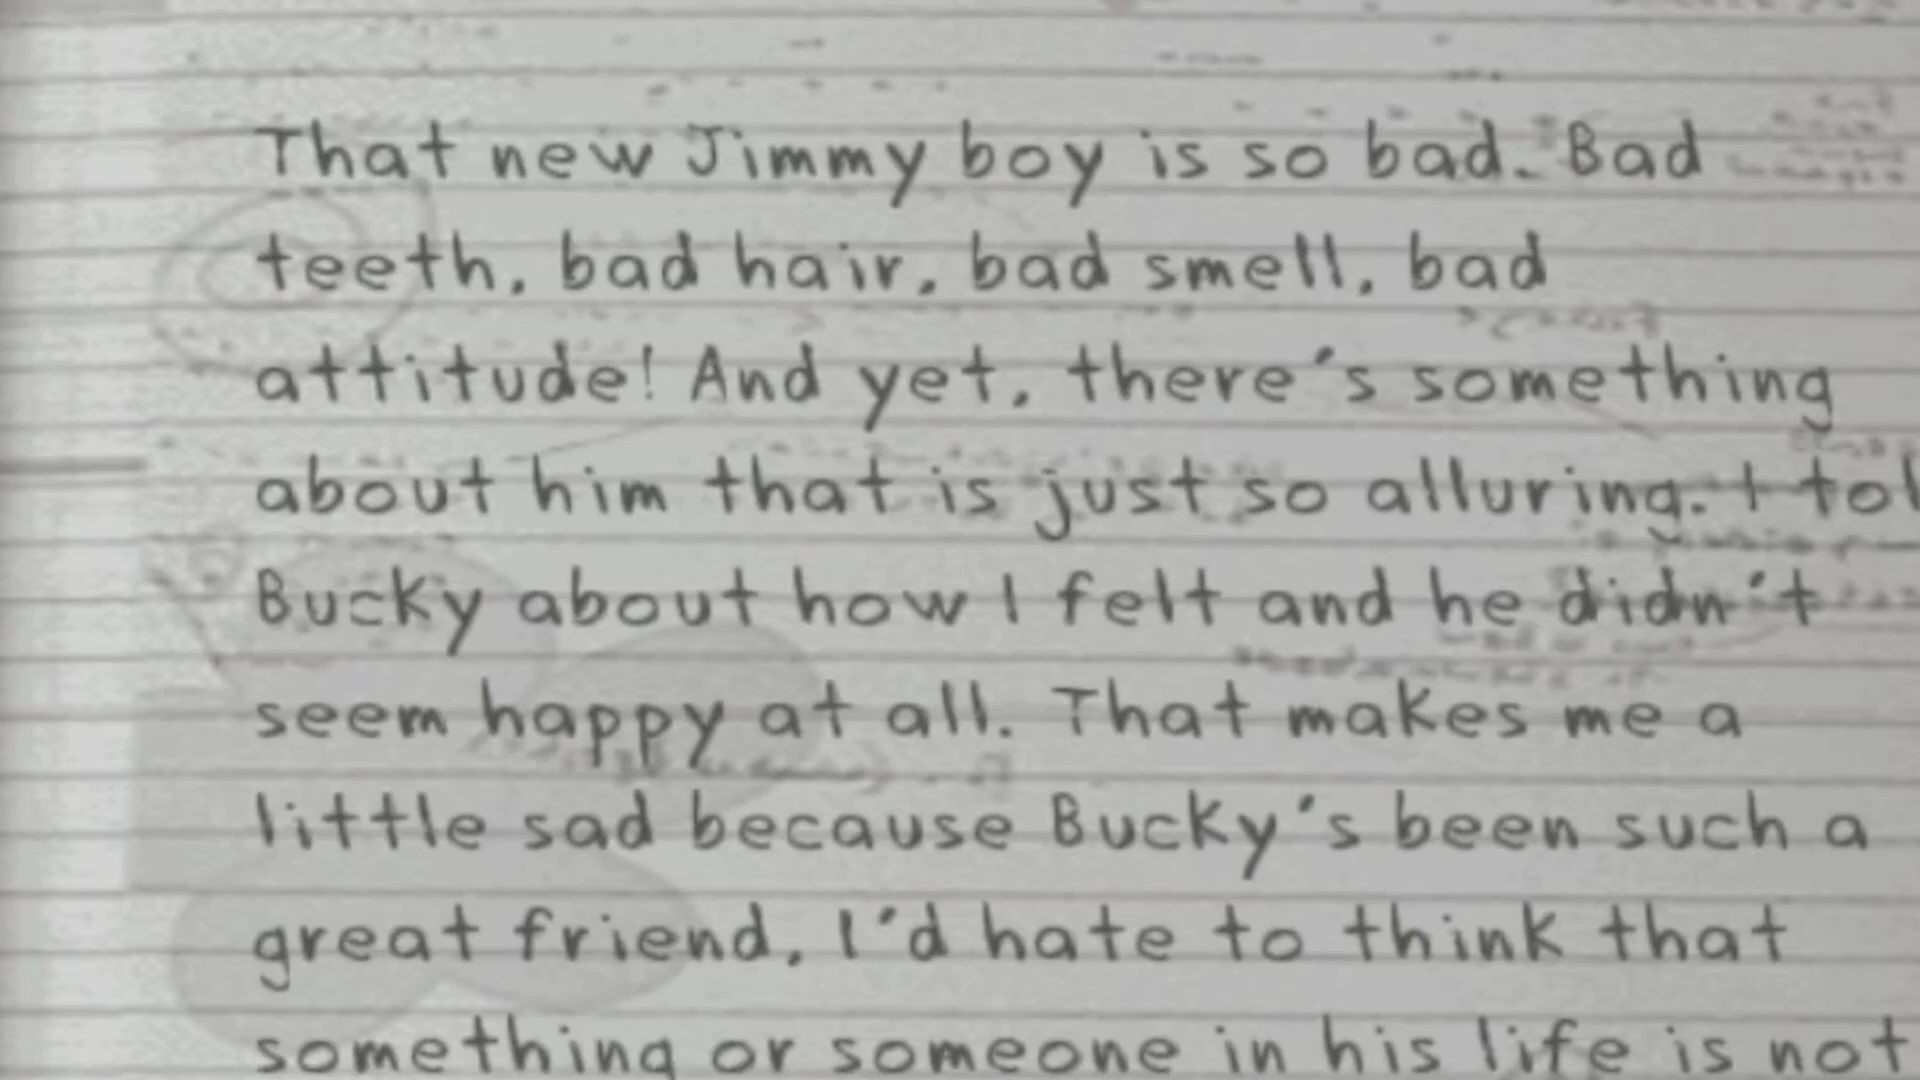 That new Jimmy boy is so bad. Bad
teeth, bad hair, bad smell, bad
attitude! And yet, there's something
about him that is just so alluring. I tol
Bucky about how I felt and he didn't
seem happy at all. That makes me a
little sad because Bucky's been such a
great friend, I'd hate to think that
something or someone in his life is not